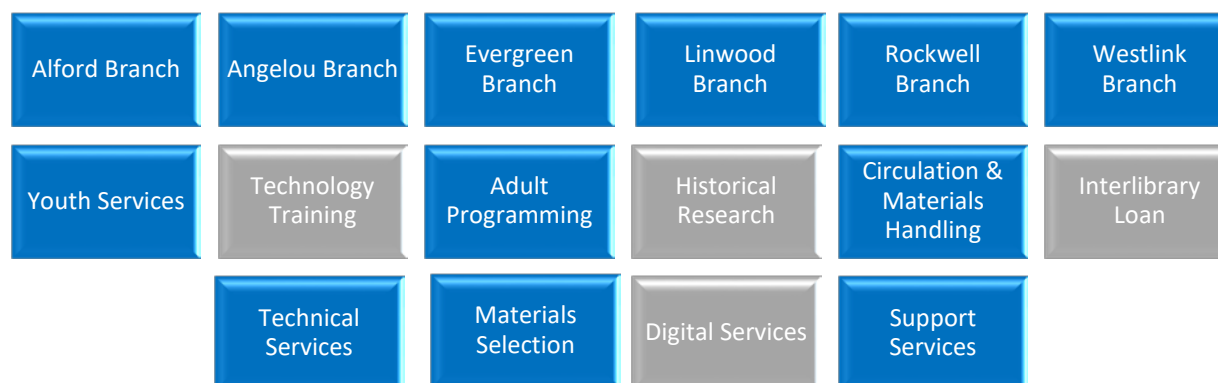 Alford Branch
Angelou Branch
Evergreen
Branch
Linwood
Branch
Rockwell
Branch
Westlink
Branch
Youth Services
Technology
Training
Adult
Programming
Historical
Research
Circulation &
Materials
Handling
Interlibrary
Loan
Technical
Services
Materials
Selection
Digital Services
Support
Services